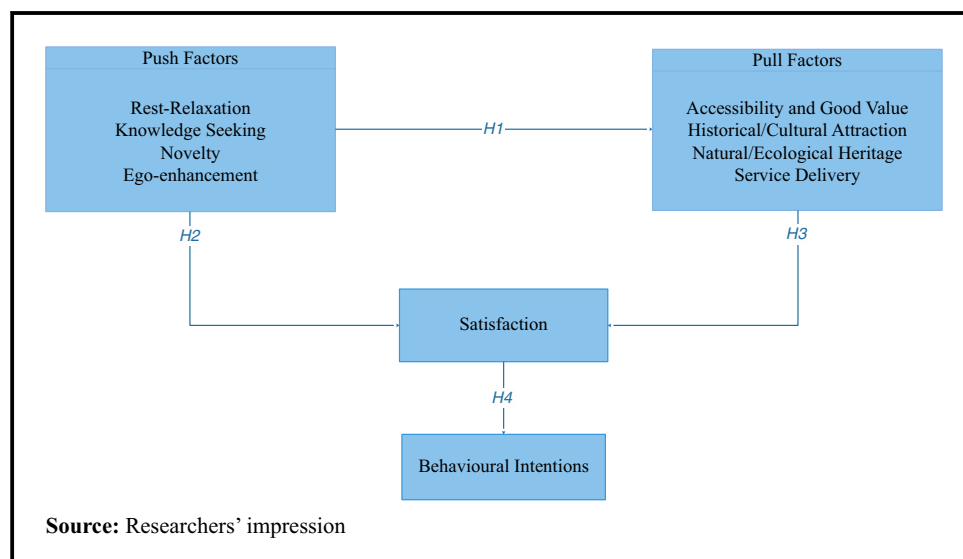 Push Factors
Rest-Relaxation
Knowledge Seeking
Novelty
Ego-enhancement
H1
Pull Factors
Accessibility and Good Value
Historical/Cultural Attraction
Natural/Ecological Heritage
Service Delivery
H2
H3
Satisfaction
H4
Behavioural Intentions
Source: Researchers’ impression